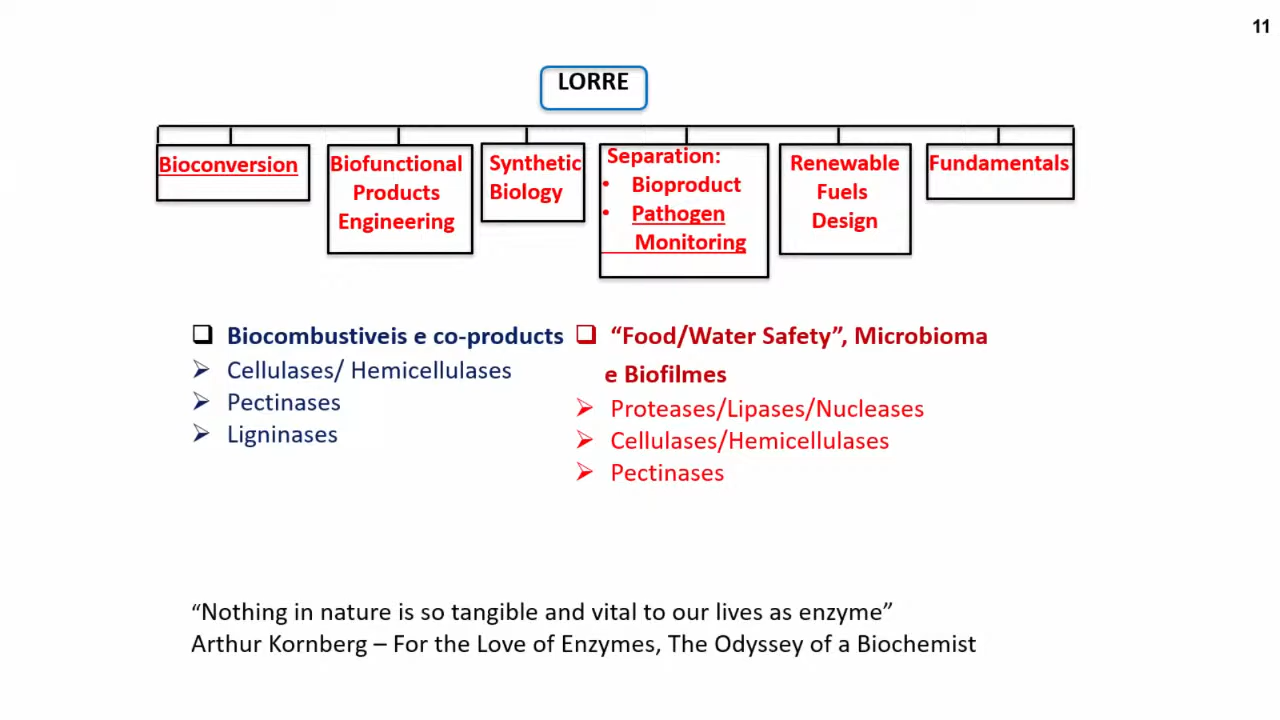 11
LORRE
Bioconversion
Biofunctional
Products
Engineering
Synthetic
Biology
Separation:
• Bioproduct
• Pathogen
Monitoring
Renewable
Fuels
Design
Fundamentals
Biocombustiveis e co-products
Cellulases/ Hemicellulases
Pectinases
Ligninases
“Food/Water Safety”, Microbioma
e Biofilmes
Proteases/Lipases/Nucleases
Cellulases/Hemicellulases
Pectinases
“Nothing in nature is so tangible and vital to our lives as enzyme”
Arthur Kornberg – For the Love of Enzymes, The Odyssey of a Biochemist